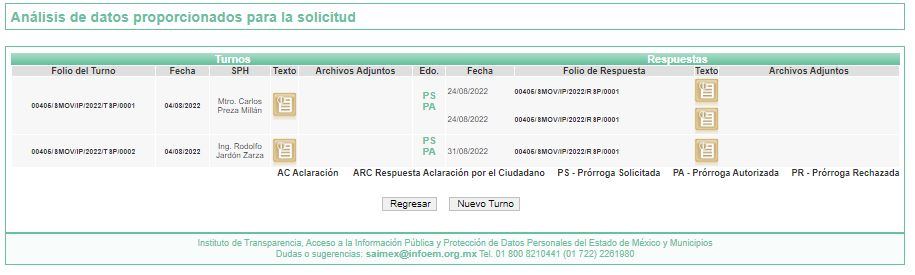 Análisis de datos proporcionados para la solicitud
Turnos Respuestas
Folio del Turno Fecha SPH Texto Archivos Adjuntos Edo. Fecha Folio de Respuesta Texto Archivos Adjuntos
00405/SMOV/IP/2022/TSP/0001 04/08/2022 Mtro. Carlos Preza Millán PS PA 24/08/2022 00405/SMOV/IP/2022/RSP/0001
24/08/2022 00405/SMOV/IP/2022/RSP/0001
00405/SMOV/IP/2022/TSP/0002 04/08/2022 Ing. Rodolfo Jardón Zarza PS PA 31/08/2022 00405/SMOV/IP/2022/RSP/0001
AC Aclaración ARC Respuesta Aclaración por el Ciudadano PS - Prórroga Solicitada PA - Prórroga Autorizada PR - Prórroga Rechazada
Regresar Nuevo Turno
Instituto de Transparencia, Acceso a la Información Pública y Protección de Datos Personales del Estado de México y Municipios
Dudas o sugerencias: saimex@infoem.org.mx Tel. 01 800 8210441 (01 722) 2261980